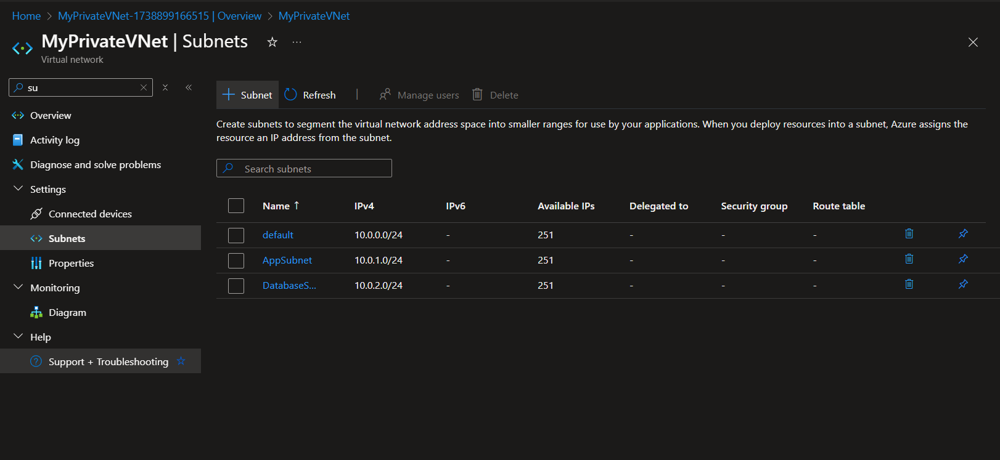 Home > MyPrivateVNet-1738899166515 | Overview > MyPrivateVNet
MyPrivateVNet | Subnets
Virtual network
su
Overview
Activity log
Diagnose and solve problems
Settings
Connected devices
Subnets
Properties
Monitoring
Diagram
Help
Support + Troubleshooting
Subnet Refresh | Manage users Delete
Create subnets to segment the virtual network address space into smaller ranges for use by your applications. When you deploy resources into a subnet, Azure assigns the
resource an IP address from the subnet.
Search subnets
Name ↑ IPv4 IPv6 Available IPs Delegated to Security group Route table
default 10.0.0.0/24 - 251 - - -
AppSubnet 10.0.1.0/24 - 251 - - -
DatabaseS... 10.0.2.0/24 - 251 - - -